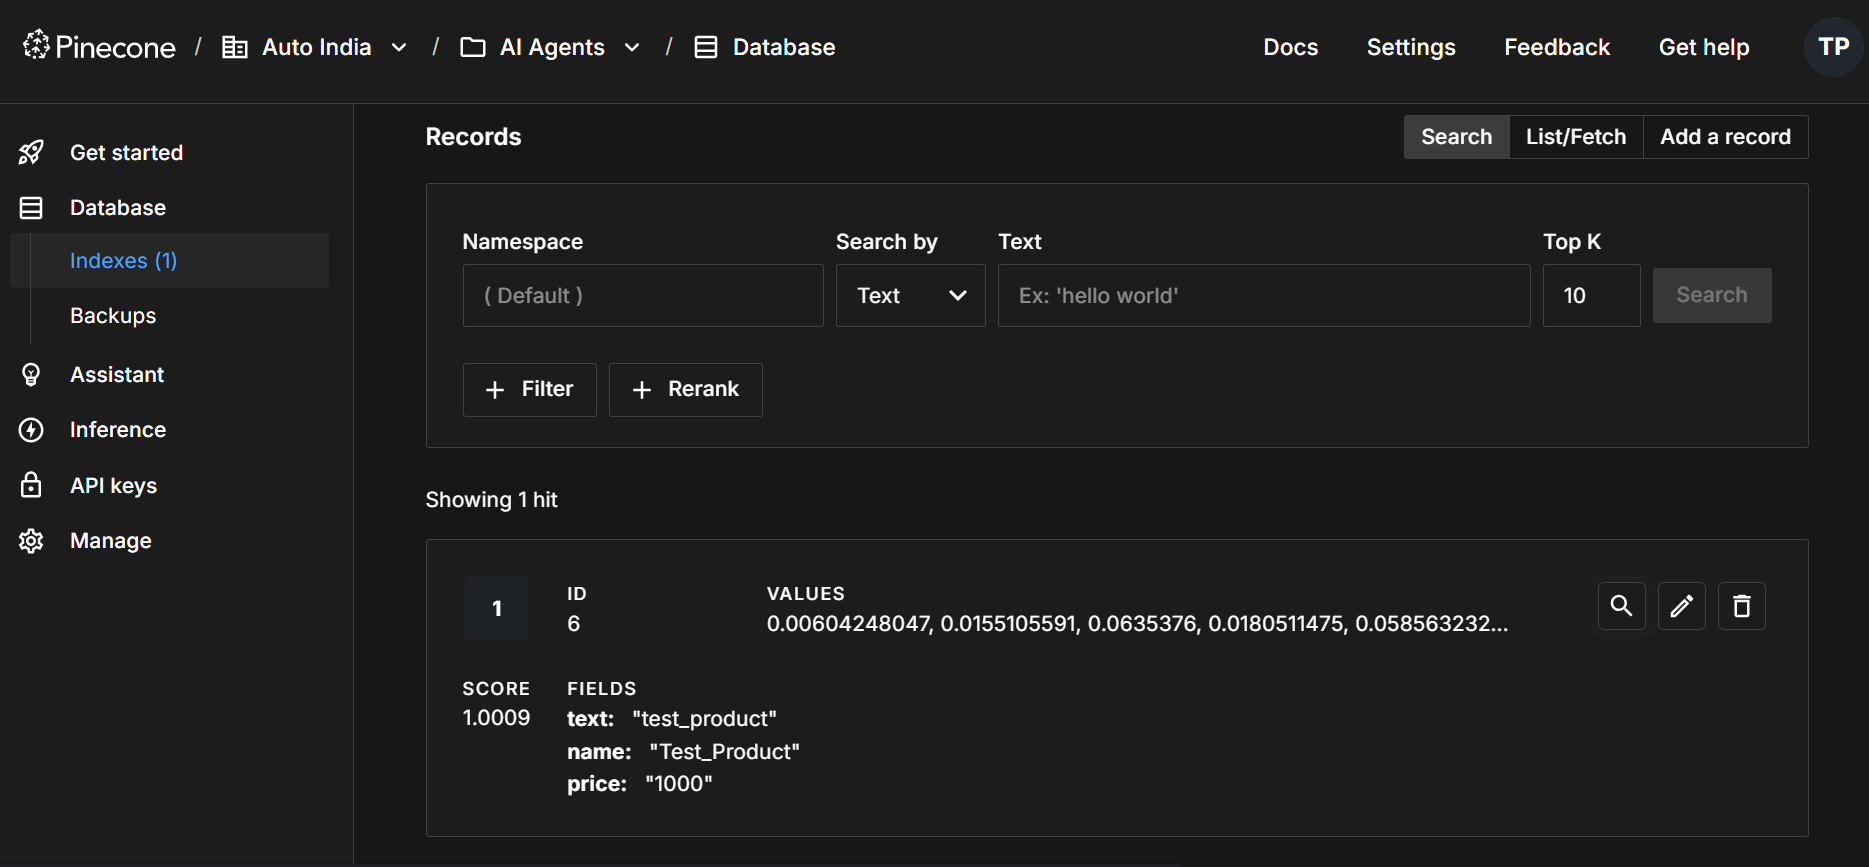 Pinecone / Auto India / AI Agents / Database
Docs Settings Feedback Get help TP
Get started
Database
Indexes (1)
Backups
Assistant
Inference
API keys
Manage
Records
Search List/Fetch Add a record
Namespace Search by Text Top K
( Default ) Text Ex: 'hello world' 10 Search
+ Filter + Rerank
Showing 1 hit
1
ID
6
VALUES
0.00604248047, 0.0155105591, 0.0635376, 0.0180511475, 0.058563232...
SCORE
1.0009
FIELDS
text: "test_product"
name: "Test_Product"
price: "1000"